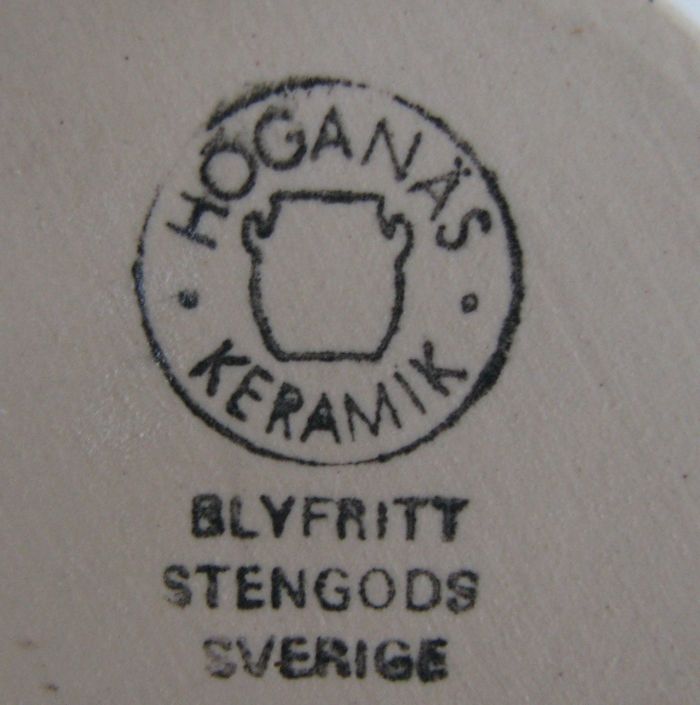 HÖGANÄS
KERAMIK
BLYFRITT
STENGODS
SVERIGE